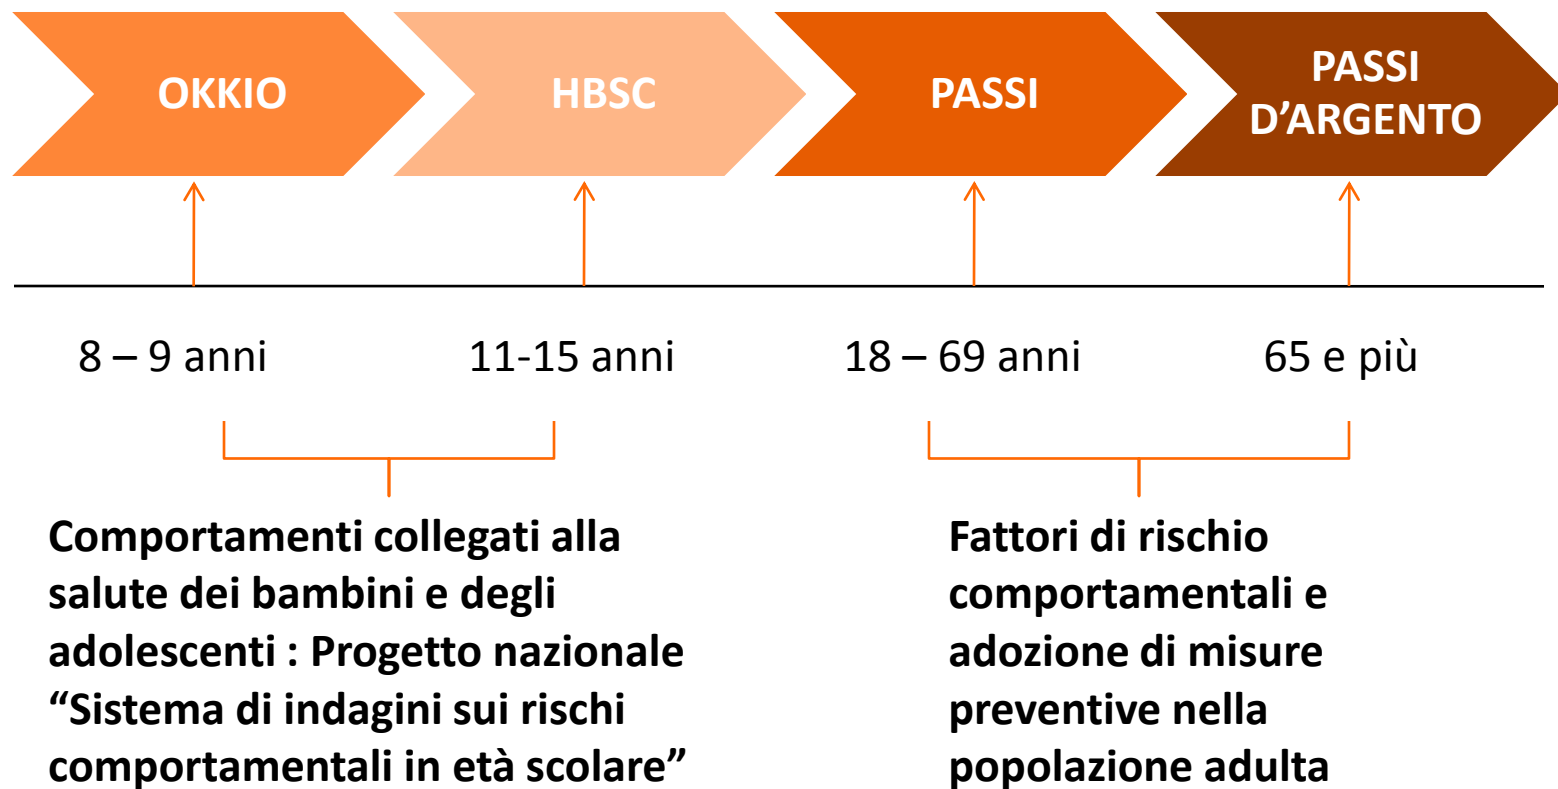 OKKIO
HBSC
PASSI
PASSI
D’ARGENTO
8 – 9 anni
11-15 anni
18 – 69 anni
65 e più
Comportamenti collegati alla
salute dei bambini e degli
adolescenti : Progetto nazionale
“Sistema di indagini sui rischi
comportamentali in età scolare”
Fattori di rischio
comportamentali e
adozione di misure
preventive nella
popolazione adulta